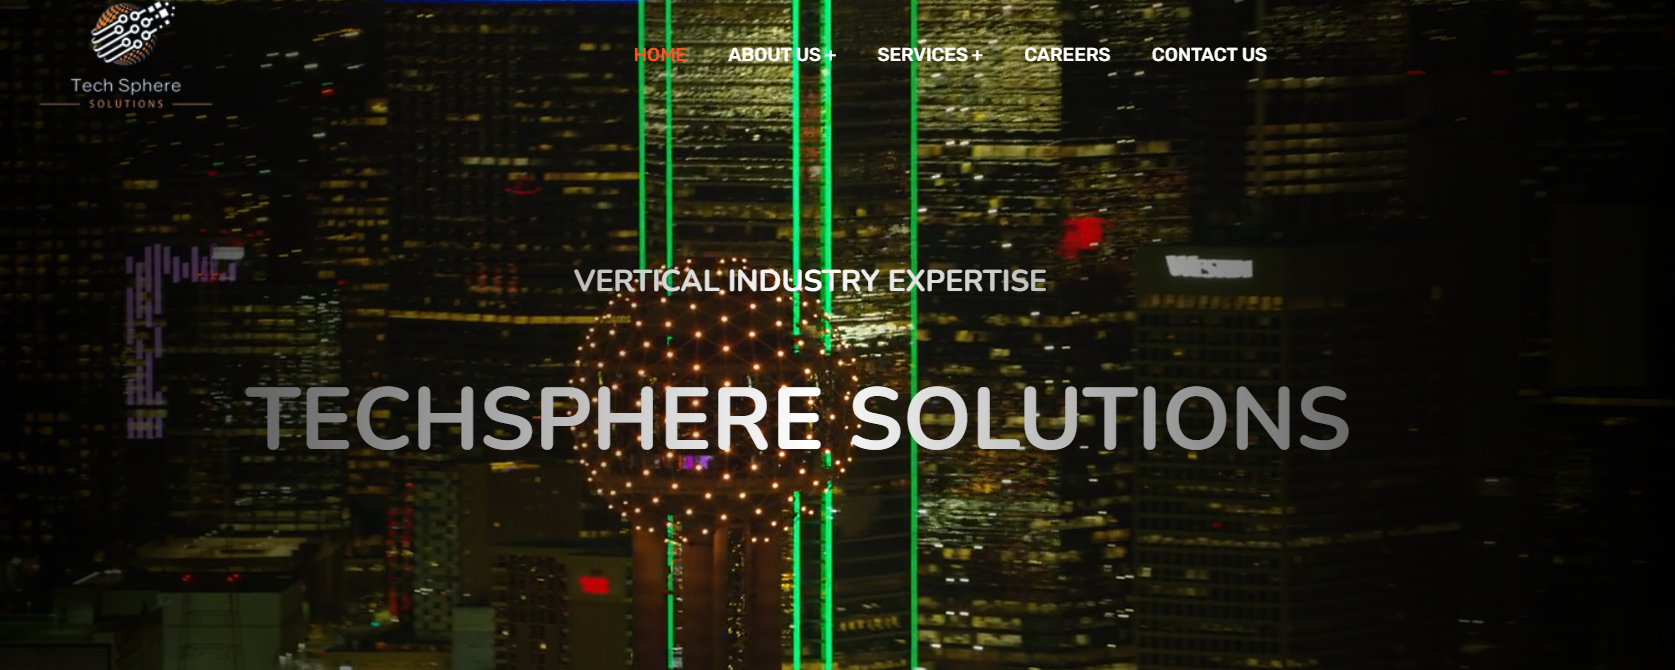 Tech Sphere
SOLUTIONS
HOME
ABOUT US +
SERVICES +
CAREERS
CONTACT US
VERTICAL INDUSTRY EXPERTISE
TECHSPHERE SOLUTIONS